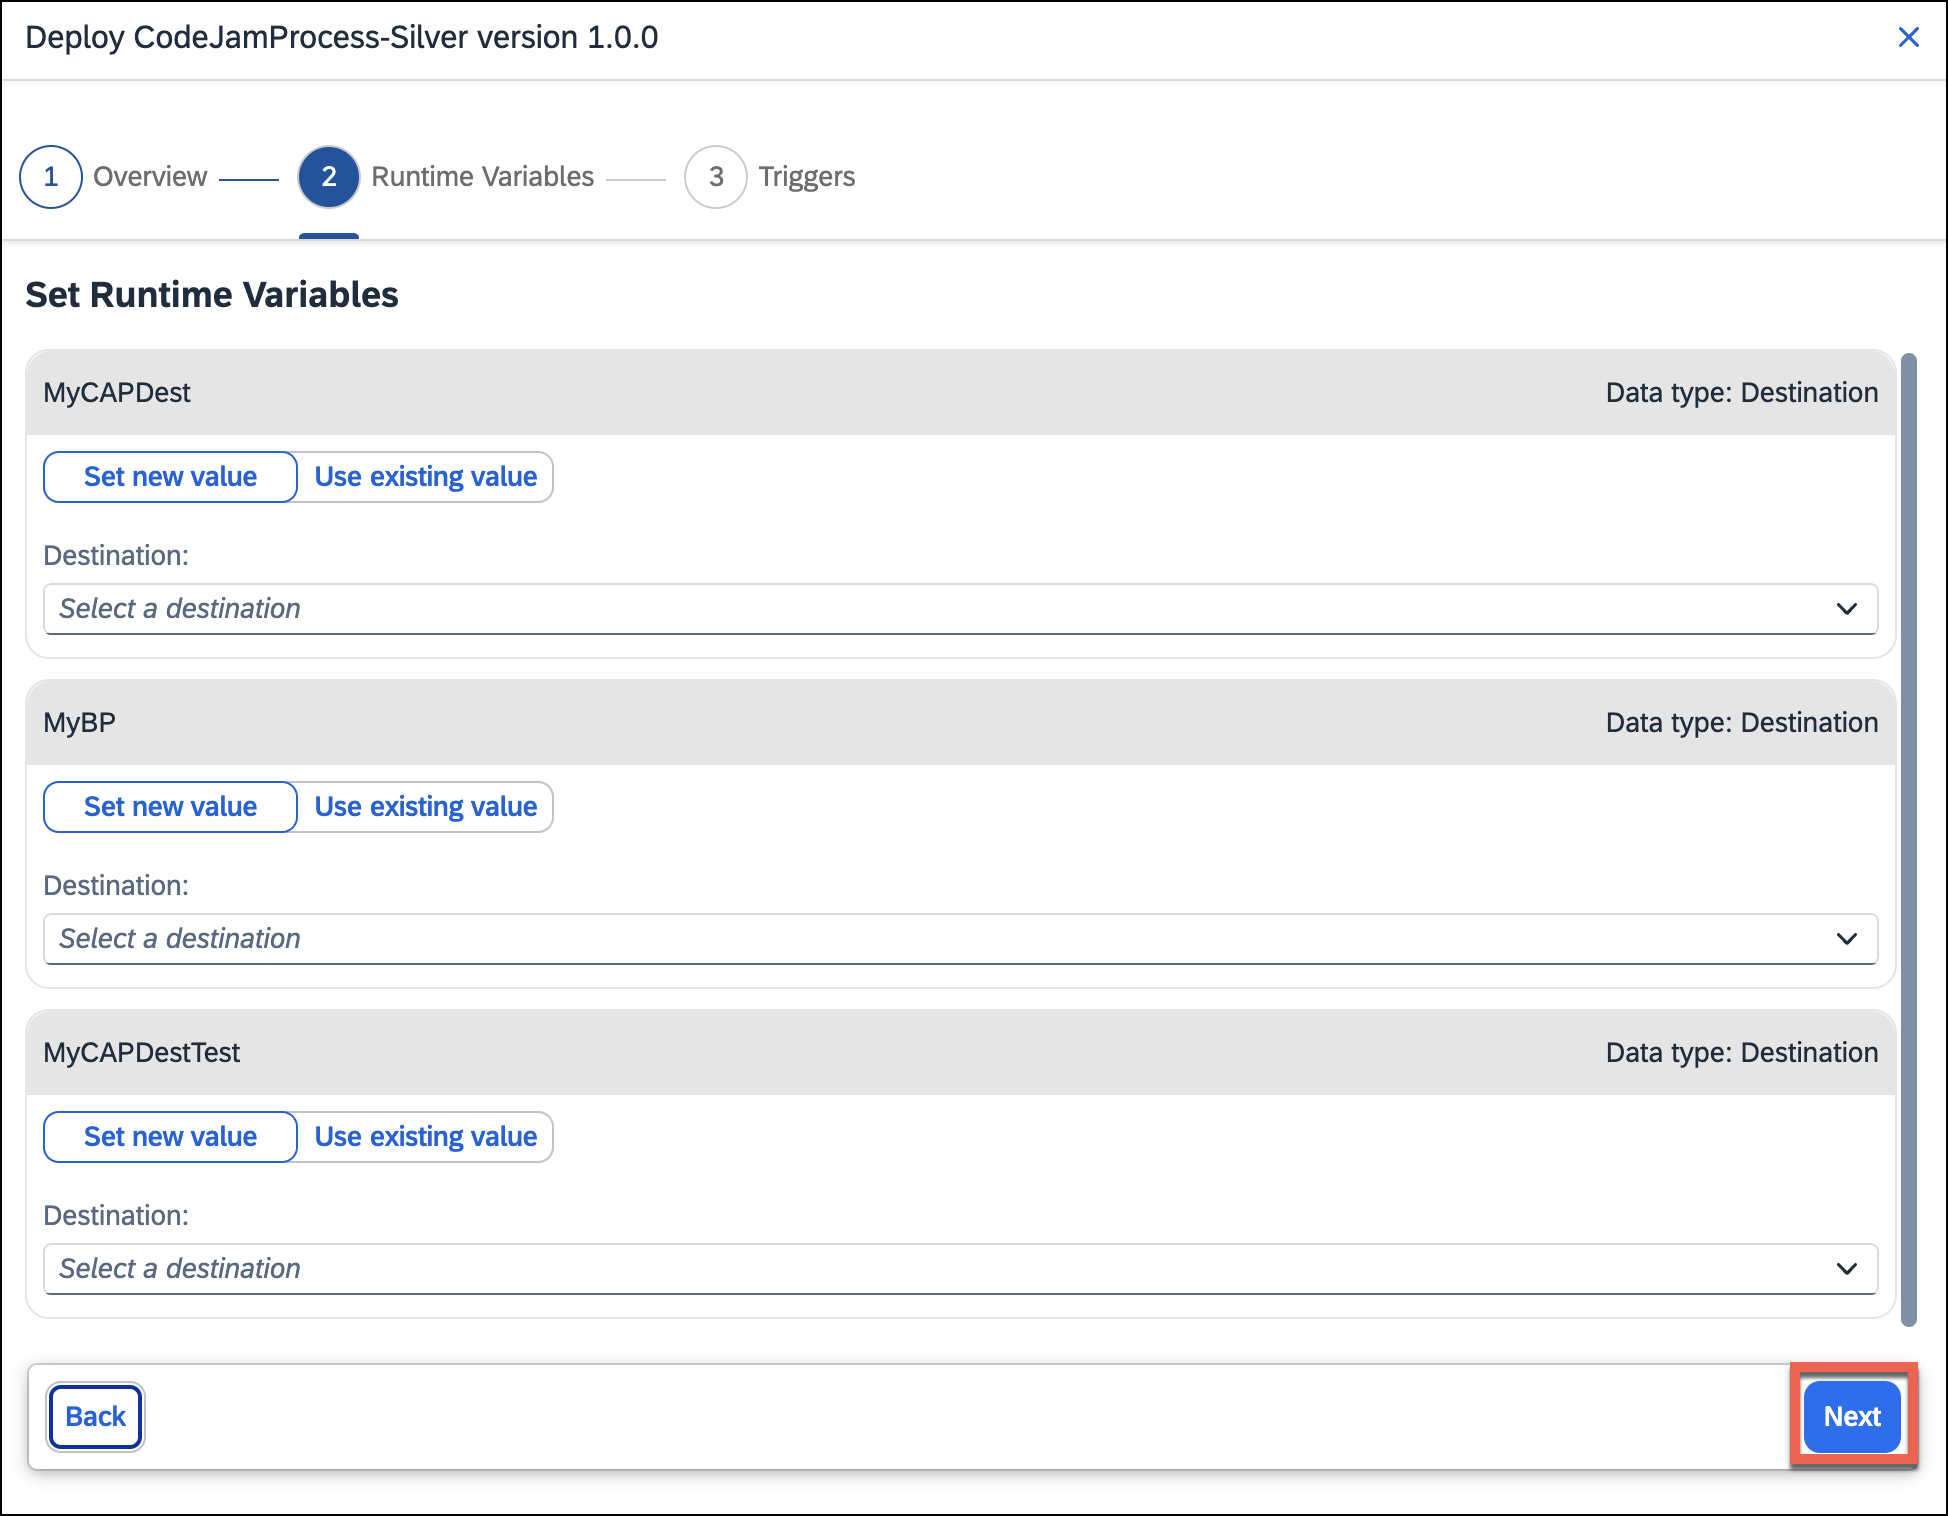 Deploy CodeJamProcess-Silver version 1.0.0
1 Overview 2 Runtime Variables 3 Triggers
Set Runtime Variables
MyCAPDest Data type: Destination
Set new value Use existing value
Destination:
Select a destination
MyBP Data type: Destination
Set new value Use existing value
Destination:
Select a destination
MyCAPDestTest Data type: Destination
Set new value Use existing value
Destination:
Select a destination
Back Next